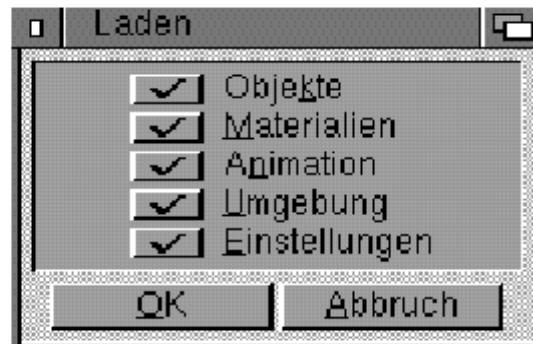 Laden
Objekte
Materialien
Animation
Umgebung
Einstellungen
OK
Abbruch